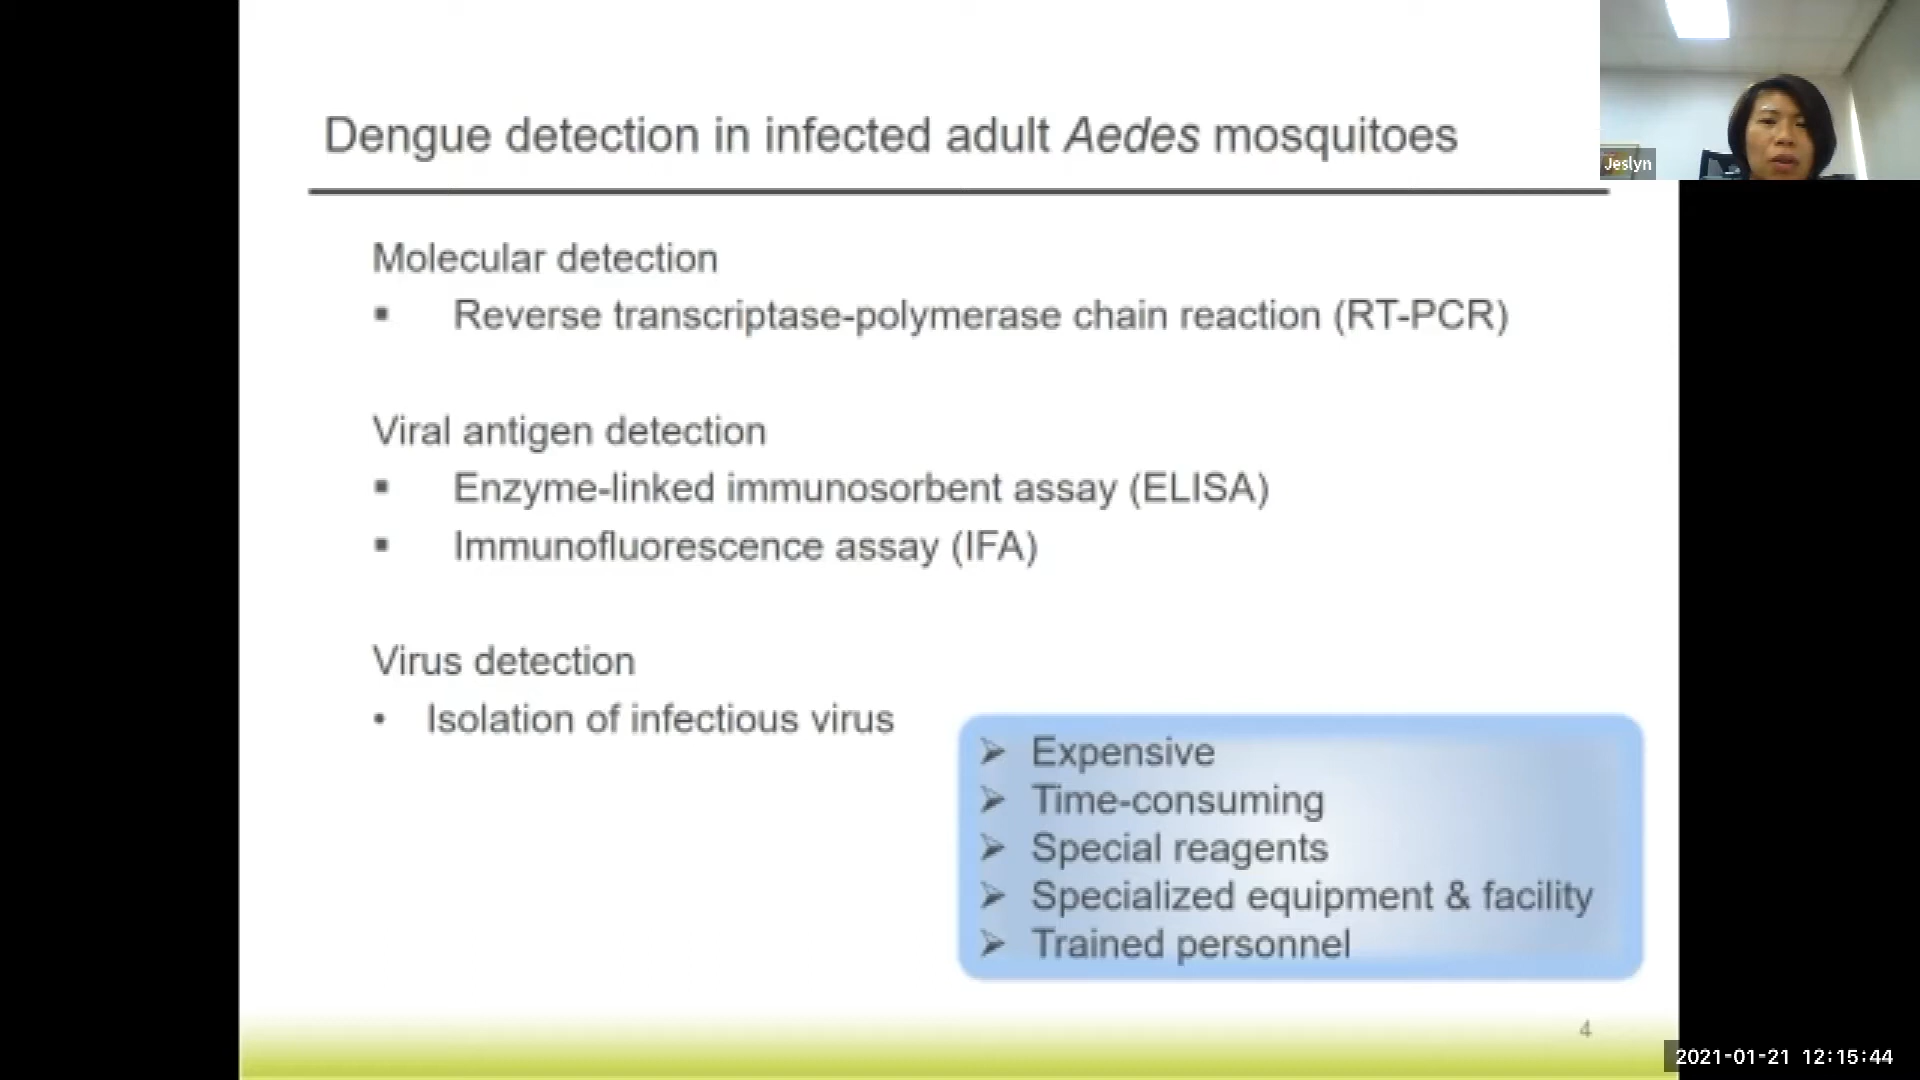 Dengue detection in infected adult Aedes mosquitoes
Jeslyn
Molecular detection
▪ Reverse transcriptase-polymerase chain reaction (RT-PCR)
Viral antigen detection
▪ Enzyme-linked immunosorbent assay (ELISA)
▪ Immunofluorescence assay (IFA)
Virus detection
• Isolation of infectious virus
➢ Expensive
➢ Time-consuming
➢ Special reagents
➢ Specialized equipment & facility
➢ Trained personnel
4
2021-01-21 12:15:44